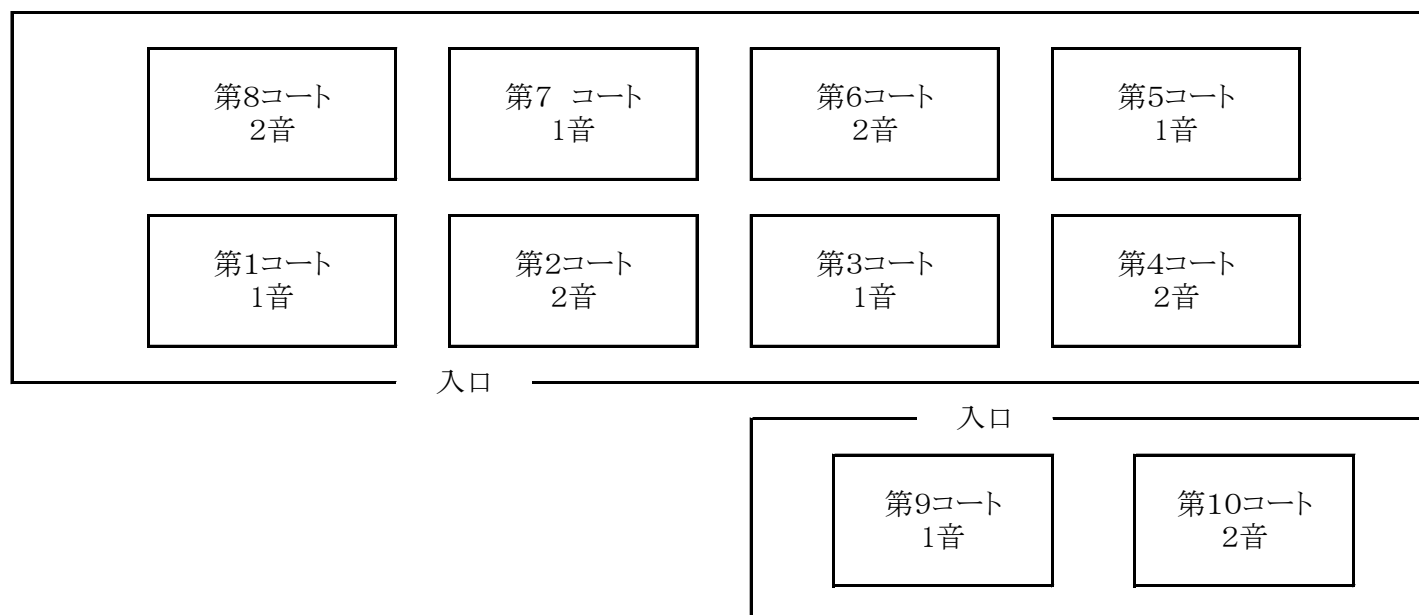 第8コート
2音
第7 コート
1音
第6コート
2音
第5コート
1音
第1コート
1音
第2コート
2音
第3コート
1音
第4コート
2音
入口
入口
第9コート
1音
第10コート
2音